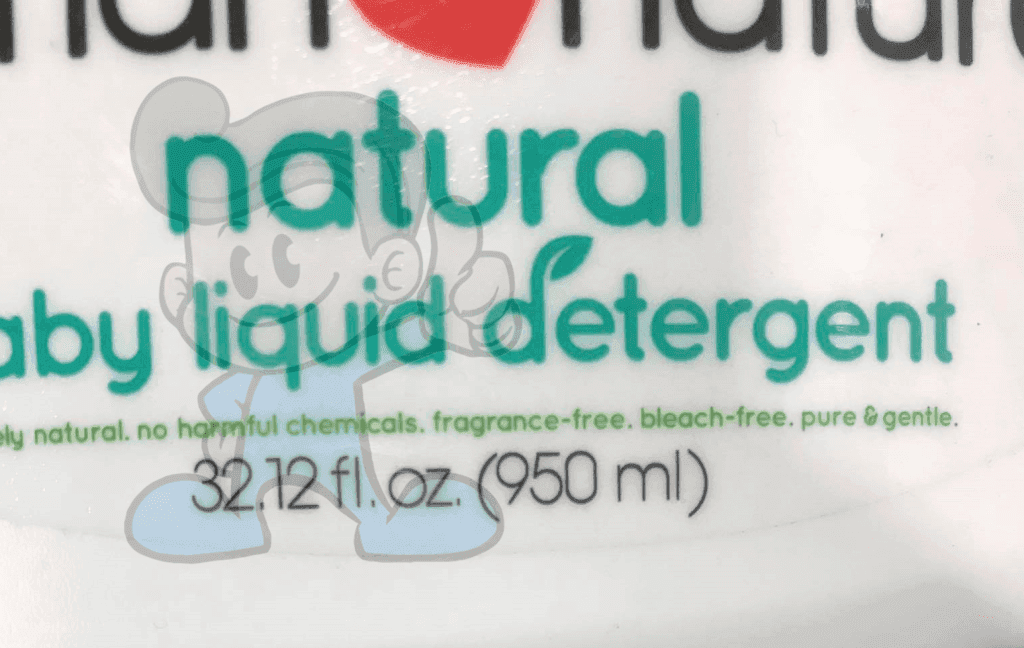 natural
aby liquid detergent
ely natural. no harmful chemicals. fragrance-free. bleach-free. pure & gentle.
32.12 fl. oz. (950 ml)